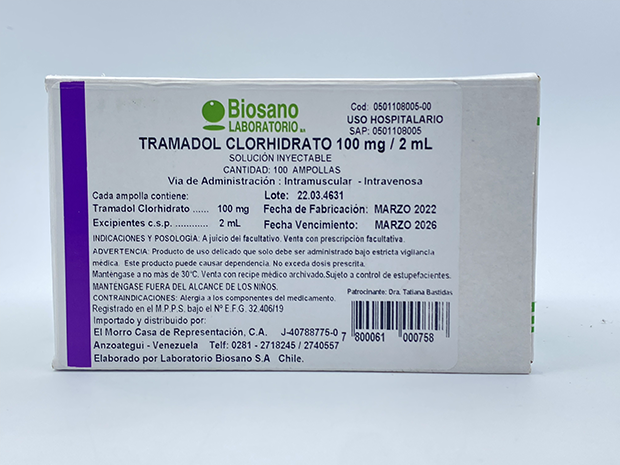 Biosano
LABORATORIO S.A
Cod: 0501108005-00
USO HOSPITALARIO
SAP: 0501108005
TRAMADOL CLORHIDRATO 100 mg / 2 mL
SOLUCIÓN INYECTABLE
CANTIDAD: 100 AMPOLLAS
Via de Administración : Intramuscular - Intravenosa
Cada ampolla contiene: Lote: 22.03.4631
Tramadol Clorhidrato ...... 100 mg Fecha de Fabricación: MARZO 2022
Excipientes c.s.p. ............ 2 mL Fecha Vencimiento: MARZO 2026
INDICACIONES Y POSOLOGIA: A juicio del facultativo. Venta con prescripción facultativa.
ADVERTENCIA: Producto de uso delicado que solo debe ser administrado bajo estricta vigilancia
médica. Este producto puede causar dependencia. No exceda dosis prescrita.
Manténgase a no más de 30°C. Venta con recipe médico archivado.Sujeto a control de estupefacientes.
MANTÉNGASE FUERA DEL ALCANCE DE LOS NIÑOS.
CONTRAINDICACIONES: Alergia a los componentes del medicamento.
Registrado en el M.P.P.S. bajo el Nº E.F.G. 32.406/19
Patrocinante: Dra. Tatiana Bastidas
Importado y distribuido por:
El Morro Casa de Representación, C.A. J-40788775-0
Anzoategui - Venezuela Telf: 0281 - 2718245 / 2740557
Elaborado por Laboratorio Biosano S.A Chile.
7 800061 000758